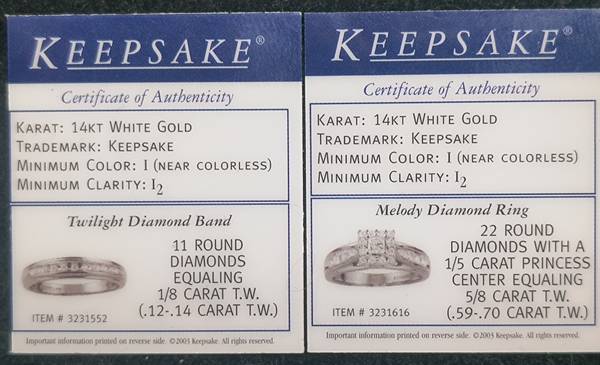 KEEPSAKE®
Certificate of Authenticity
KARAT: 14KT WHITE GOLD
TRADEMARK: KEEPSAKE
MINIMUM COLOR: I (NEAR COLORLESS)
MINIMUM CLARITY: I2
Twilight Diamond Band
11 ROUND
DIAMONDS
EQUALING
1/8 CARAT T.W.
(.12-.14 CARAT T.W.)
ITEM # 3231552
Important information printed on reverse side. ©2003 Keepsake. All rights reserved.
KEEPSAKE®
Certificate of Authenticity
KARAT: 14KT WHITE GOLD
TRADEMARK: KEEPSAKE
MINIMUM COLOR: I (NEAR COLORLESS)
MINIMUM CLARITY: I2
Melody Diamond Ring
22 ROUND
DIAMONDS WITH A
1/5 CARAT PRINCESS
CENTER EQUALING
5/8 CARAT T.W.
(.59-.70 CARAT T.W.)
ITEM # 3231616
Important information printed on reverse side. ©2003 Keepsake. All rights reserved.